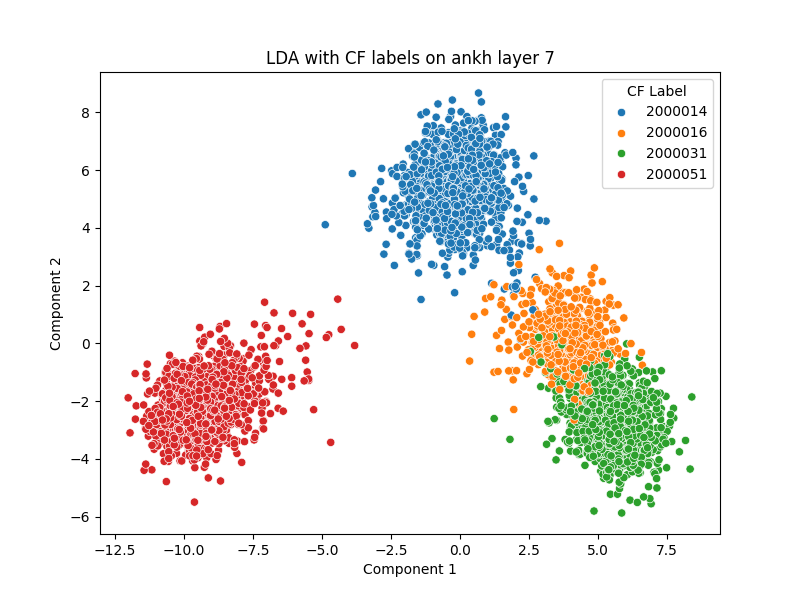 LDA with CF labels on ankh layer 7
CF Label
2000014
2000016
2000031
2000051
8
6
4
2
0
−2
−4
−6
Component 2
−12.5 −10.0 −7.5 −5.0 −2.5 0.0 2.5 5.0 7.5
Component 1